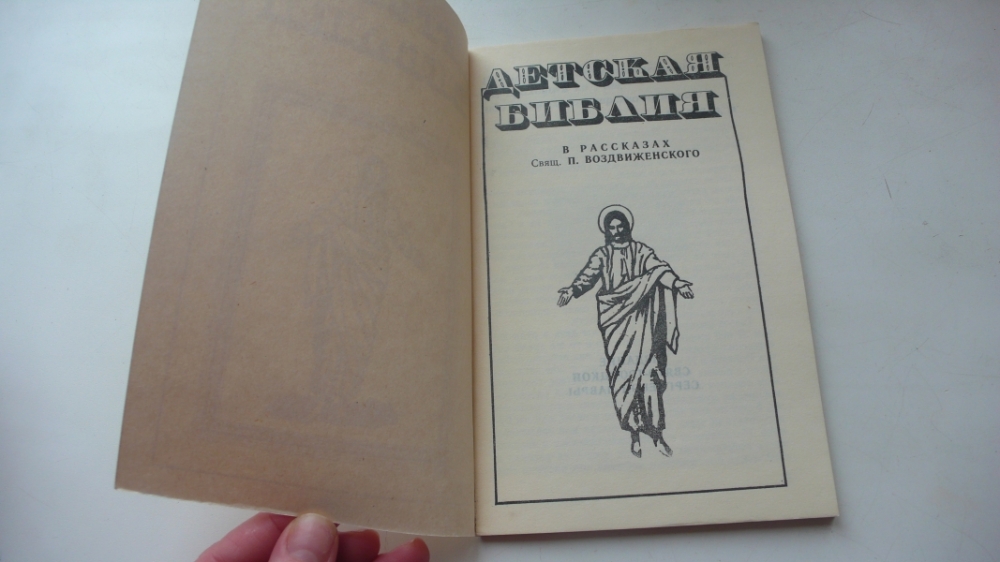 ДЕТСКАЯ
БИБЛИЯ
В РАССКАЗАХ
Свящ. П. ВОЗДВИЖЕНСКОГО